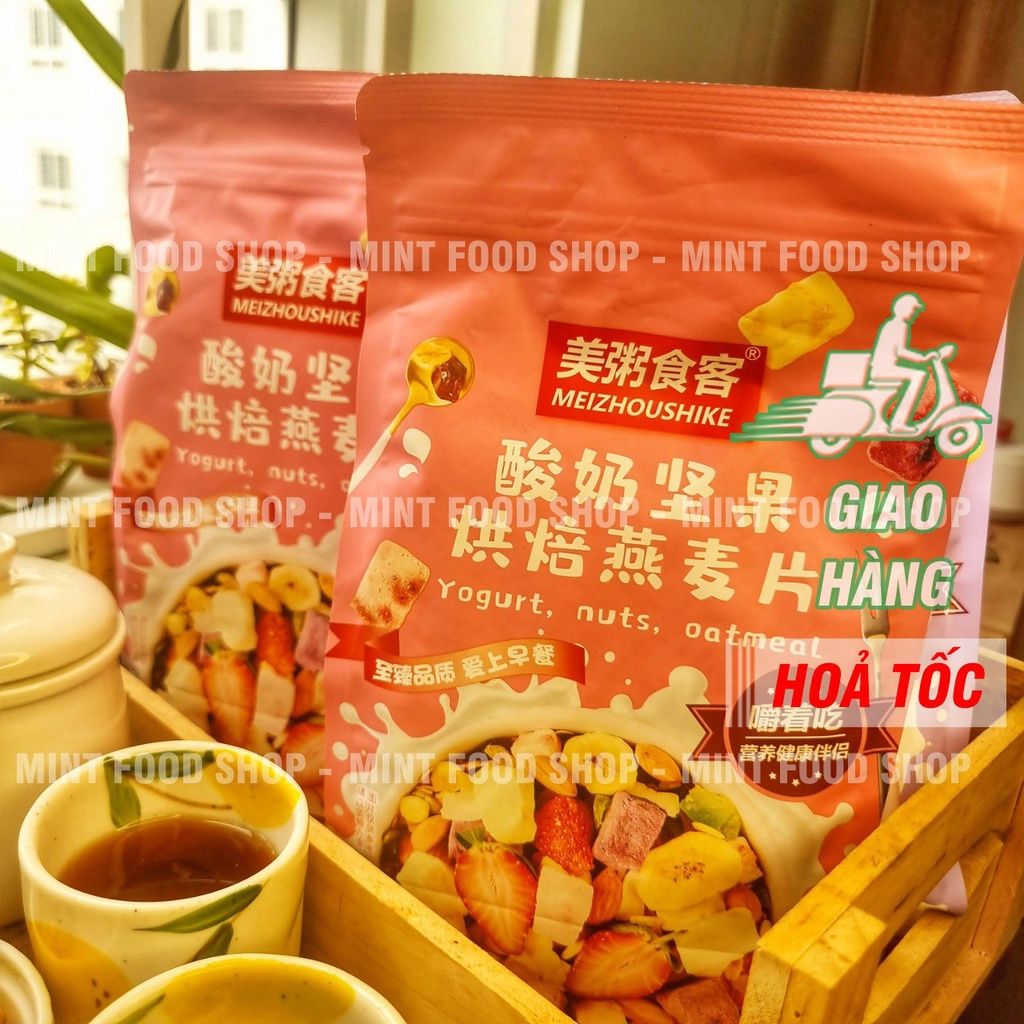 MINT FOOD SHOP - MINT FOOD SHOP - MINT FOOD SHOP
美粥食客
MEIZHOUSHIKE
酸奶坚
烘焙燕麦
Yogurt, nuts,
美粥食客®
MEIZHOUSHIKE
酸奶坚果
烘焙燕麦片
Yogurt, nuts, oatmeal
GIAO
HÀNG
MINT FOOD SHOP - MINT FOOD SHOP - MINT FOOD SHOP
至臻品质 爱上早餐
HOẢ TỐC
嚼着吃
营养健康伴侣
MINT FOOD SHOP - MINT FOOD SHOP - MINT FOOD SHOP